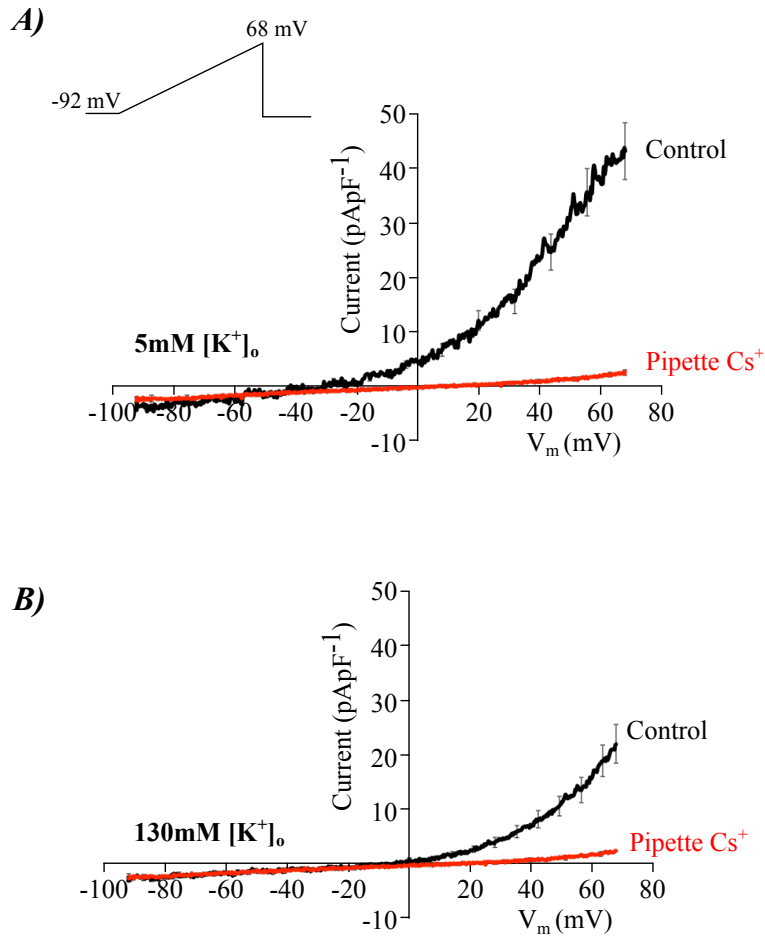 A)
68 mV
-92 mV
50
Control
40
30
Current (pApF⁻¹)
20
10
5mM [K⁺]ₒ
Pipette Cs⁺
-100 -80 -60 -40 -20 20 40 60 80
-10
Vₘ (mV)
B)
50
40
30
Current (pApF⁻¹)
Control
20
10
130mM [K⁺]ₒ
Pipette Cs⁺
-100 -80 -60 -40 -20 20 40 60 80
-10
Vₘ (mV)